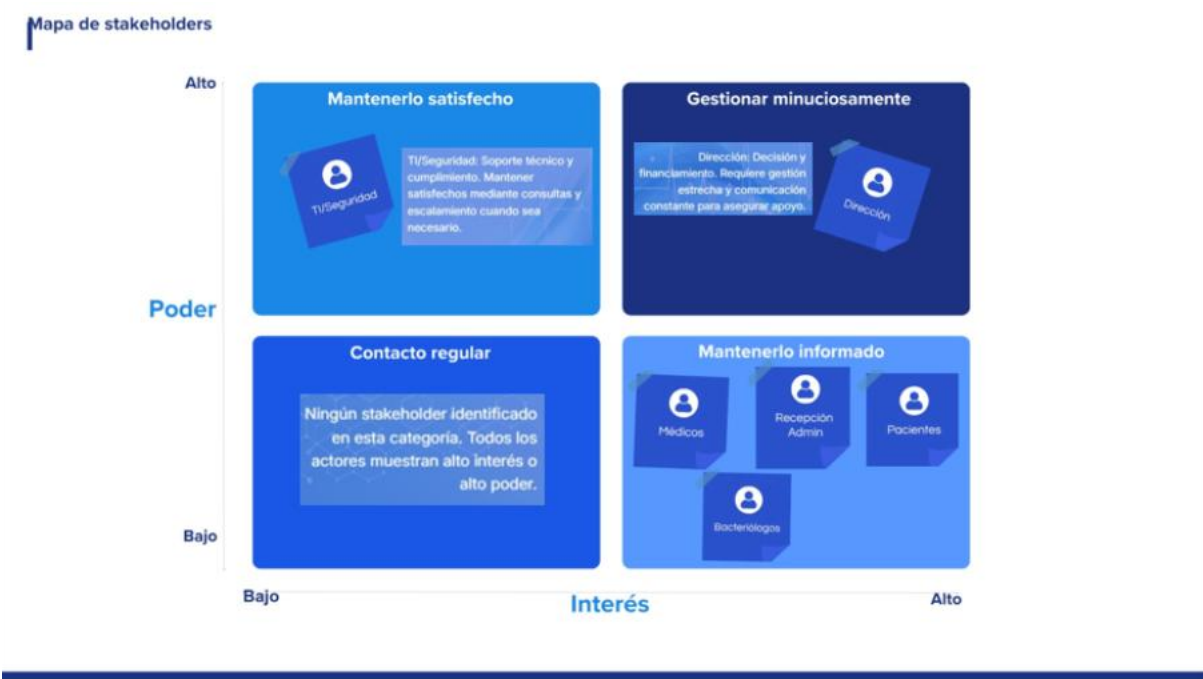 Mapa de stakeholders
Alto
Mantenerlo satisfecho
TI/Seguridad
TI/Seguridad: Soporte técnico y
cumplimiento. Mantener
satisfechos mediante consultas y
escalamiento cuando sea
necesario.
Gestionar minuciosamente
Dirección: Decisión y
financiamiento. Requiere gestión
estrecha y comunicación
constante para asegurar apoyo.
Dirección
Poder
Contacto regular
Ningún stakeholder identificado
en esta categoría. Todos los
actores muestran alto interés o
alto poder.
Mantenerlo informado
Médicos
Recepción
Admin
Pacientes
Bacteriólogos
Bajo
Bajo
Interés
Alto